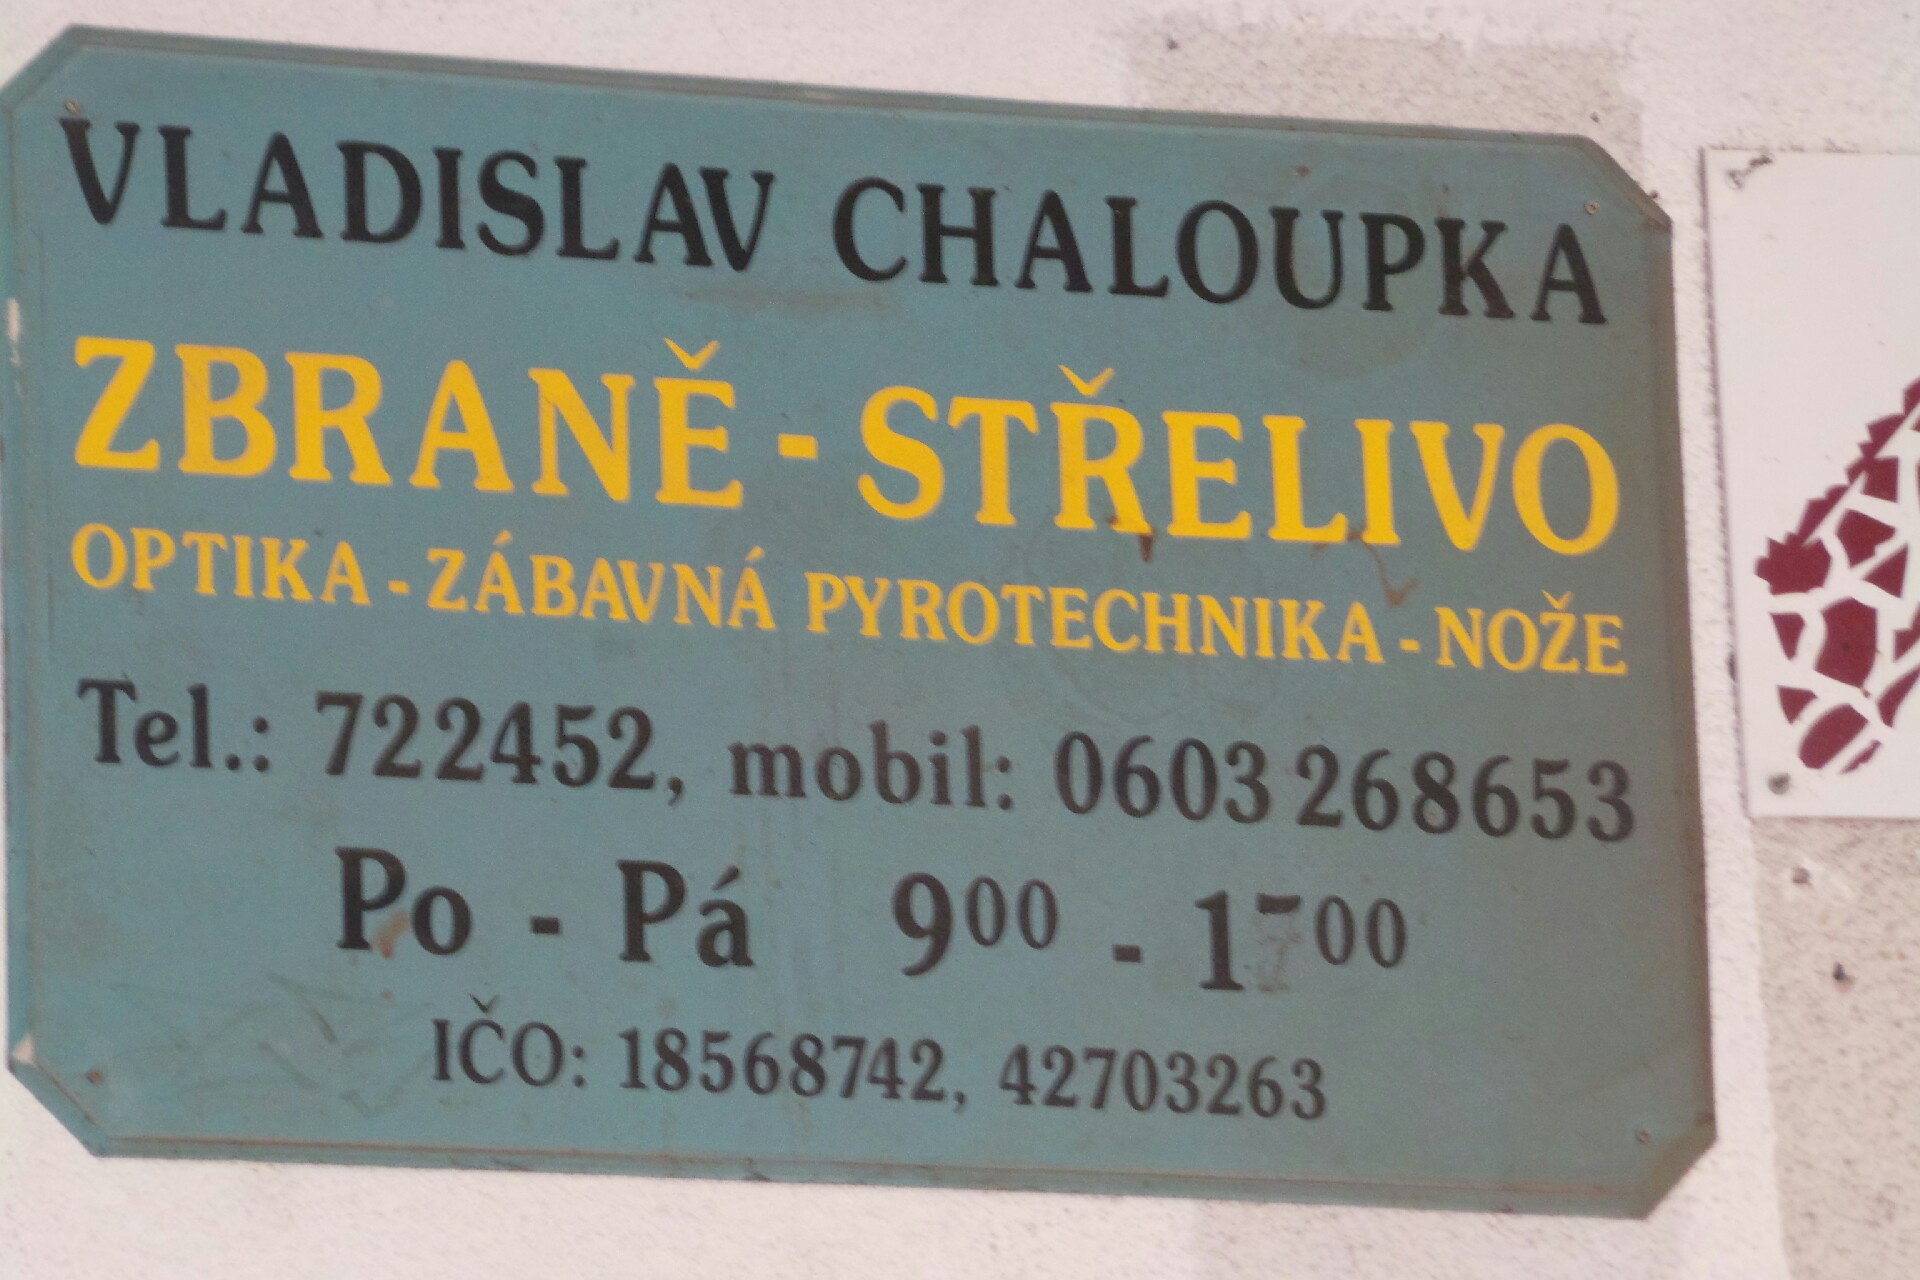 VLADISLAV CHALOUPKA
ZBRANĚ - STŘELIVO
OPTIKA - ZÁBAVNÁ PYROTECHNIKA - NOŽE
Tel.: 722452, mobil: 0603 268653
Po - Pá 9⁰⁰ - 17⁰⁰
IČO: 18568742, 42703263